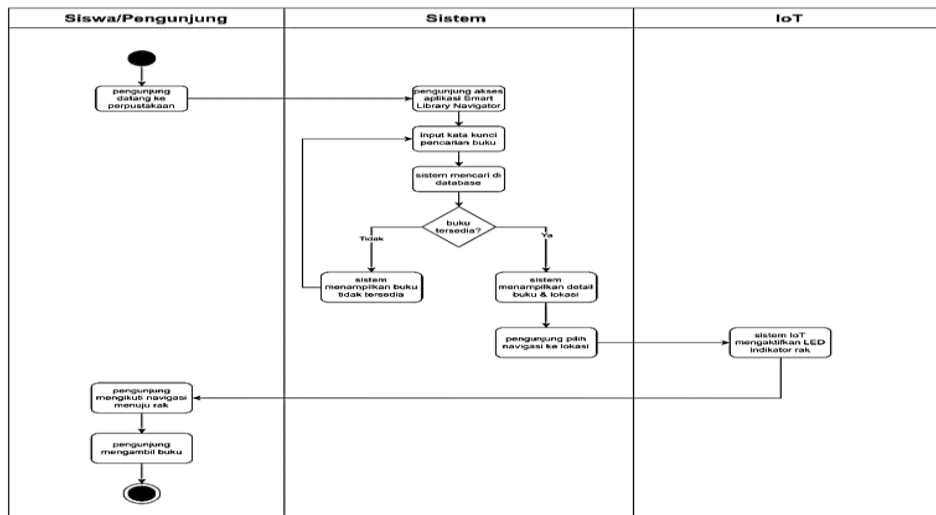 Siswa/Pengunjung
Sistem
IoT
pengunjung
datang ke
perpustakaan
pengunjung akses
aplikasi Smart
Library Navigator
input kata kunci
pencarian buku
sistem mencari di
database
buku
tersedia?
Tidak
Ya
sistem
menampilkan buku
tidak tersedia
sistem
menampilkan detail
buku & lokasi
pengunjung pilih
navigasi ke lokasi
sistem IoT
mengaktifkan LED
indikator rak
pengunjung
mengikuti navigasi
menuju rak
pengunjung
mengambil buku